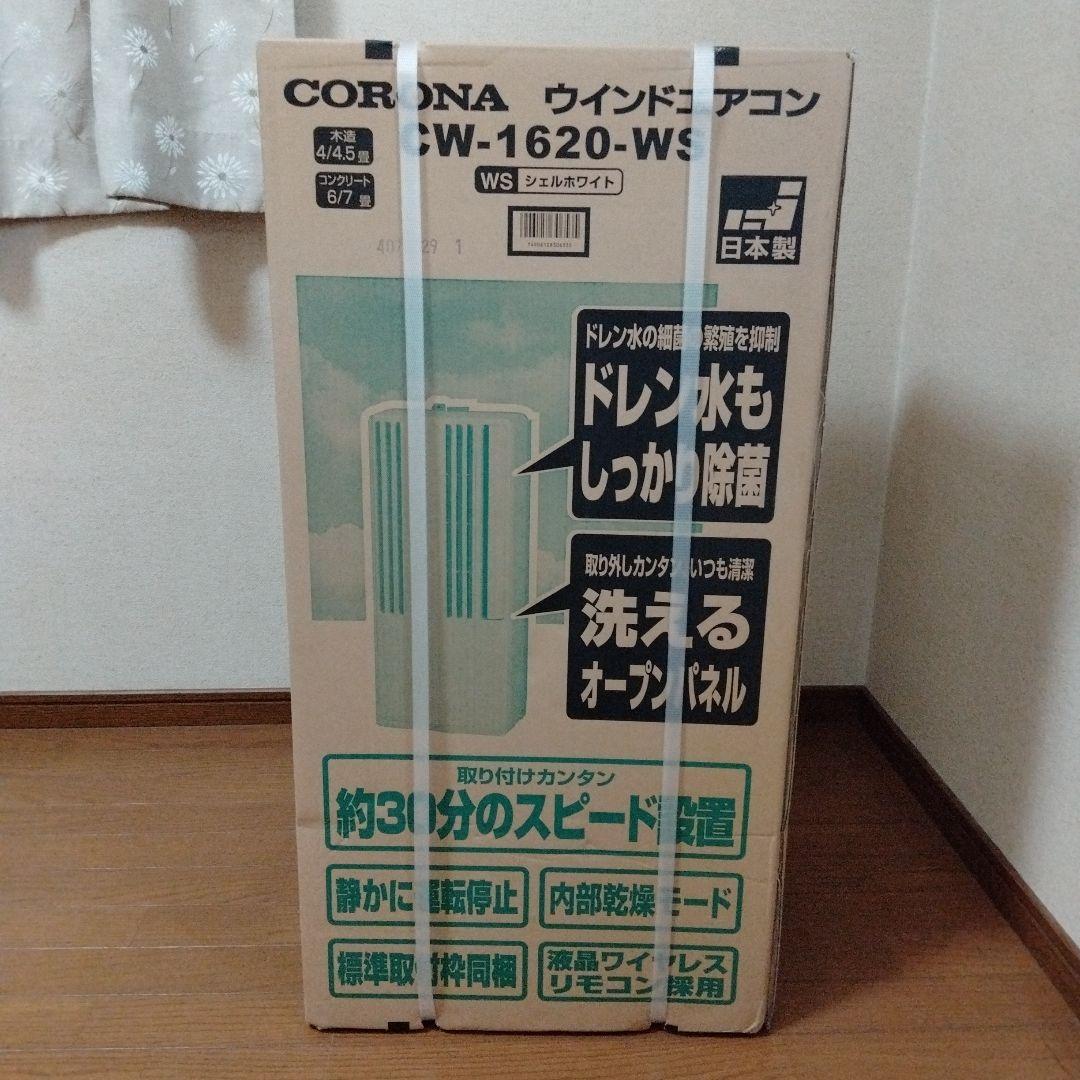 CORONA ウインドエアコン
木造
4/4.5畳
CW-1620-WS
コンクリート
6/7畳
WS シェルホワイト
日本製
ドレン水の細菌の繁殖を抑制
ドレン水も
しっかり除菌
取り外しカンタン いつも清潔
洗える
オープンパネル
取り付けカンタン
約30分のスピード設置
静かに運転停止
内部乾燥モード
標準取付枠同梱
液晶ワイヤレス
リモコン採用